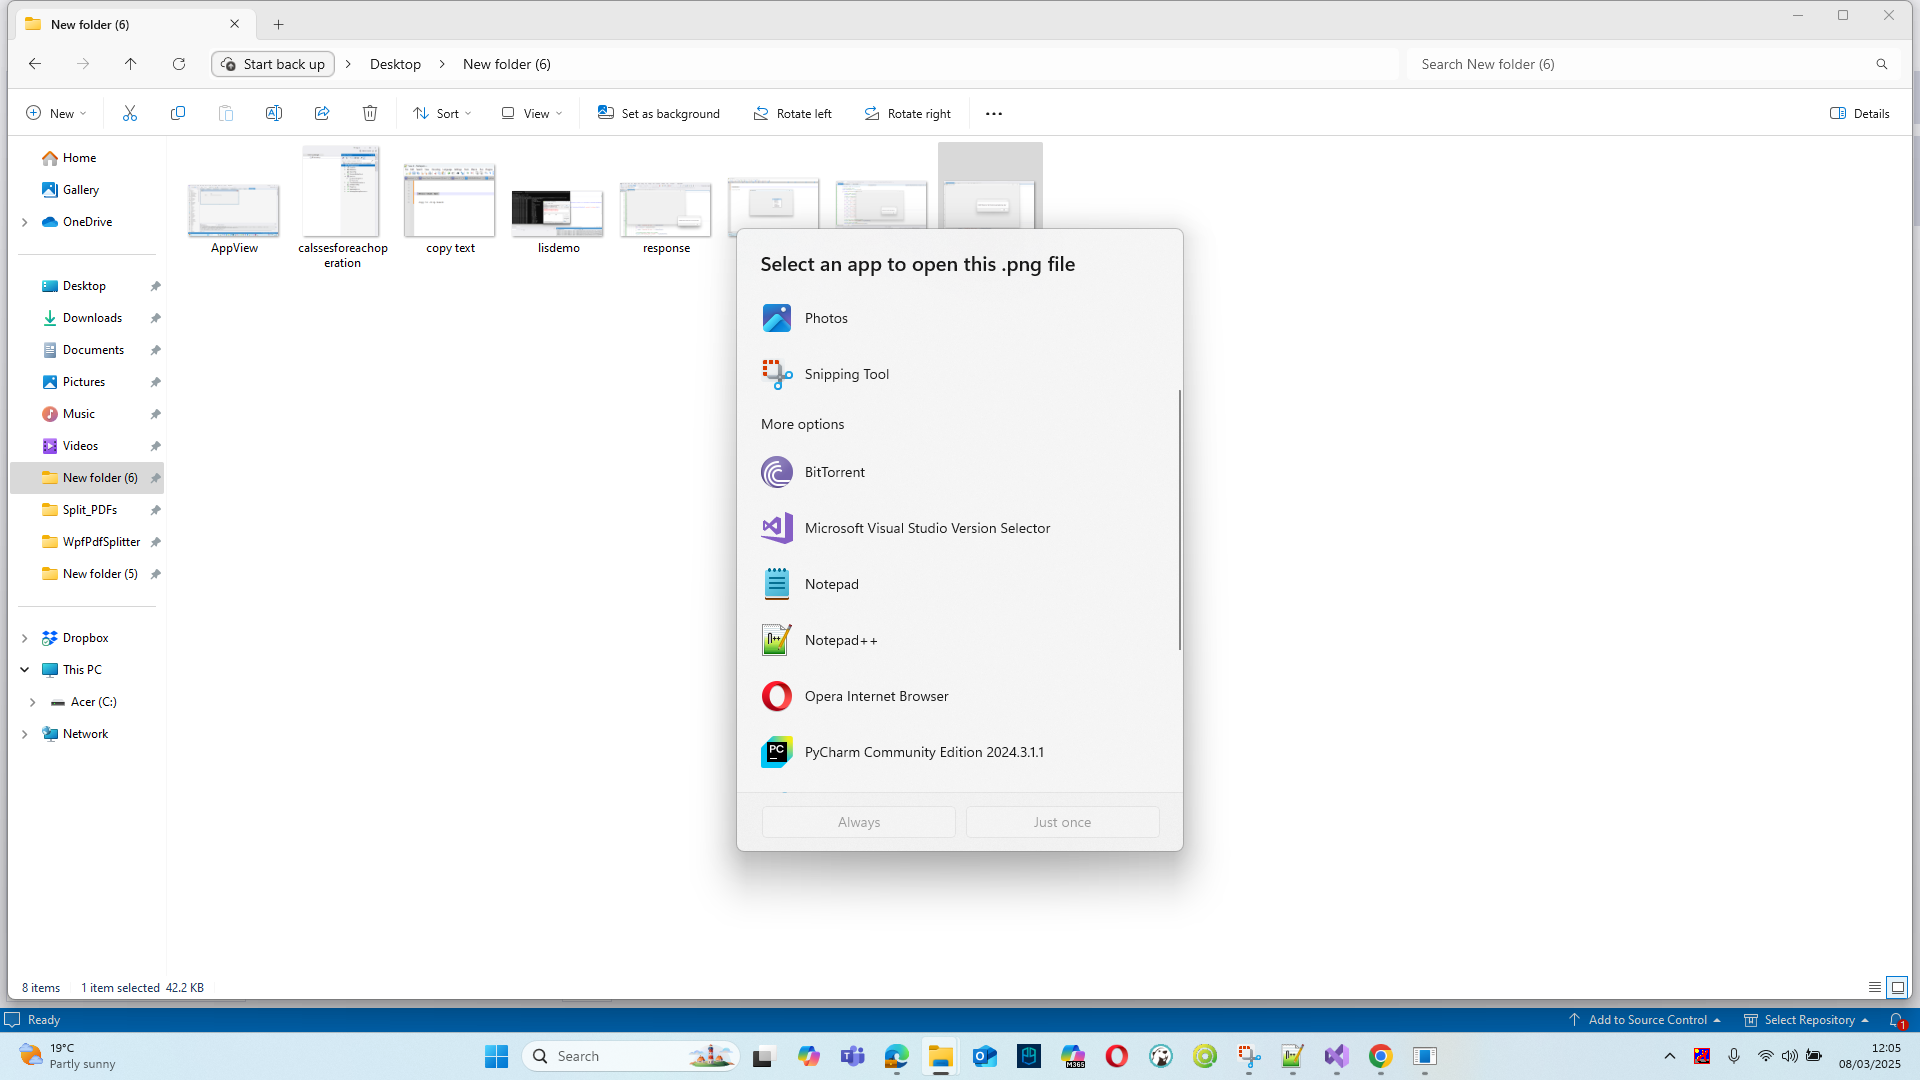 New folder (6)
Start back up
Desktop
New folder (6)
Search New folder (6)
New
Sort
View
Set as background
Rotate left
Rotate right
Details
Home
Gallery
OneDrive
Desktop
Downloads
Documents
Pictures
Music
Videos
New folder (6)
Split_PDFs
WpfPdfSplitter
New folder (5)
Dropbox
This PC
Acer (C:)
Network
AppView
calssesforeachop
eration
copy text
lisdemo
response
Select an app to open this .png file
Photos
Snipping Tool
More options
BitTorrent
Microsoft Visual Studio Version Selector
Notepad
Notepad++
Opera Internet Browser
PyCharm Community Edition 2024.3.1.1
Always
Just once
8 items
1 item selected 42.2 KB
Ready
Add to Source Control
Select Repository
1
19°C
Partly sunny
Search
M365
12:05
08/03/2025